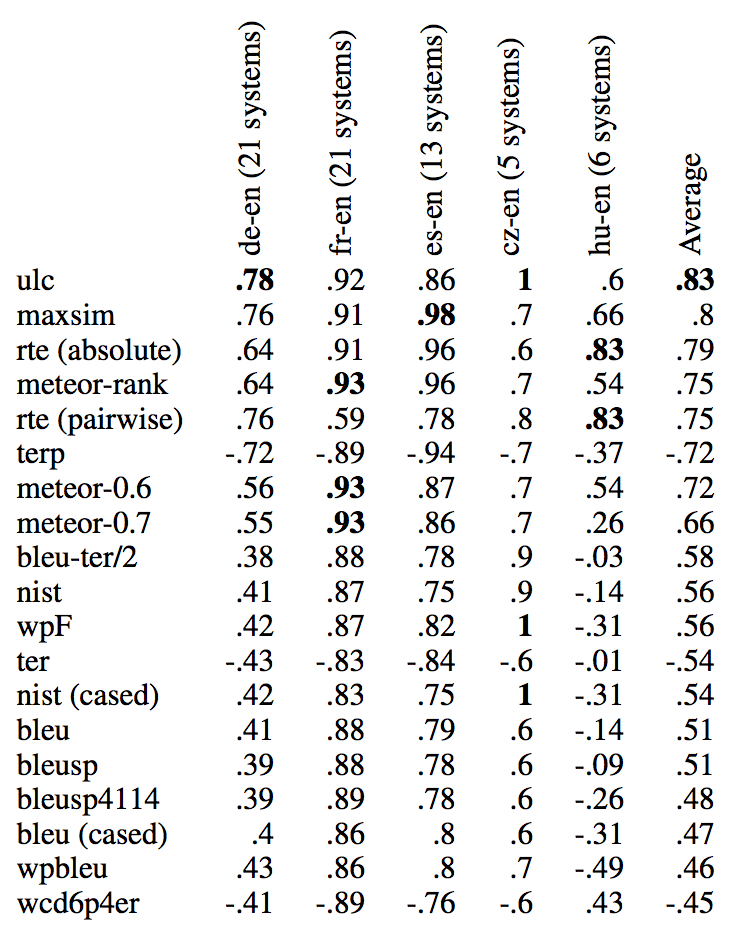 de-en (21 systems) fr-en (21 systems) es-en (13 systems) cz-en (5 systems) hu-en (6 systems) Average
ulc .78 .92 .86 1 .6 .83
maxsim .76 .91 .98 .7 .66 .8
rte (absolute) .64 .91 .96 .6 .83 .79
meteor-rank .64 .93 .96 .7 .54 .75
rte (pairwise) .76 .59 .78 .8 .83 .75
terp -.72 -.89 -.94 -.7 -.37 -.72
meteor-0.6 .56 .93 .87 .7 .54 .72
meteor-0.7 .55 .93 .86 .7 .26 .66
bleu-ter/2 .38 .88 .78 .9 -.03 .58
nist .41 .87 .75 .9 -.14 .56
wpF .42 .87 .82 1 -.31 .56
ter -.43 -.83 -.84 -.6 -.01 -.54
nist (cased) .42 .83 .75 1 -.31 .54
bleu .41 .88 .79 .6 -.14 .51
bleusp .39 .88 .78 .6 -.09 .51
bleusp4114 .39 .89 .78 .6 -.26 .48
bleu (cased) .4 .86 .8 .6 -.31 .47
wpbleu .43 .86 .8 .7 -.49 .46
wcd6p4er -.41 -.89 -.76 -.6 .43 -.45